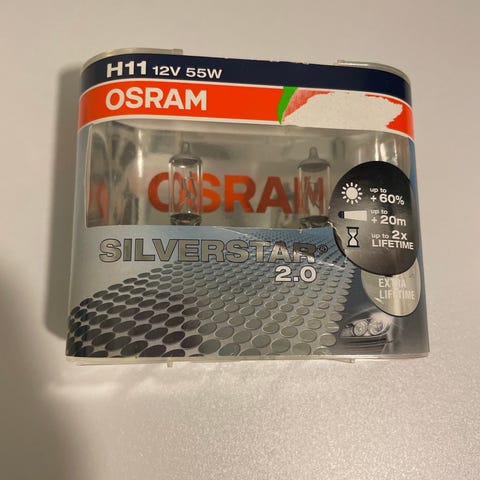 H11 12V 55W
OSRAM
OSRAM
up to
+ 60%
up to
+ 20m
up to 2x
LIFETIME
SILVERSTAR®
2.0
EXTRA
LIFETIME